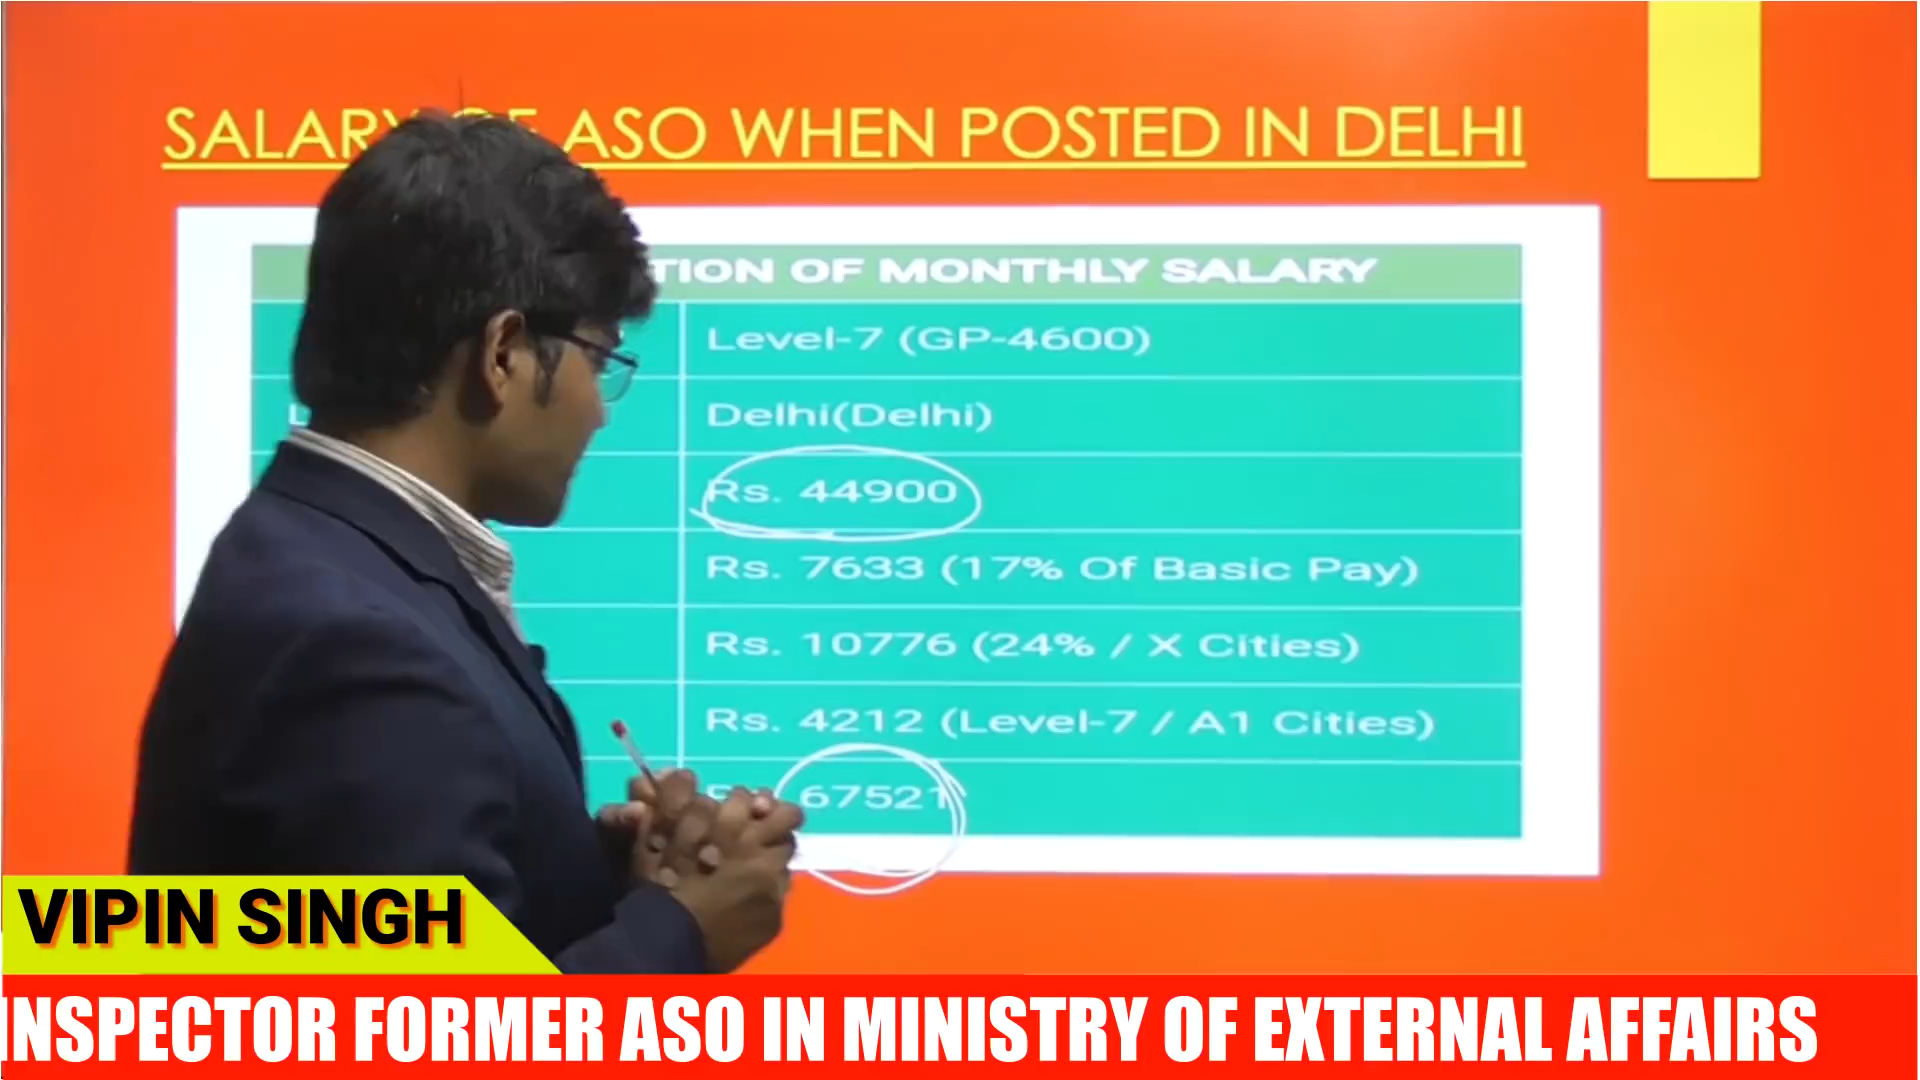 SALARY OF ASO WHEN POSTED IN DELHI
TION OF MONTHLY SALARY
Level-7 (GP-4600)
Delhi(Delhi)
Rs. 44900
Rs. 7633 (17% Of Basic Pay)
Rs. 10776 (24% / X Cities)
Rs. 4212 (Level-7 / A1 Cities)
67521
VIPIN SINGH
INSPECTOR FORMER ASO IN MINISTRY OF EXTERNAL AFFAIRS